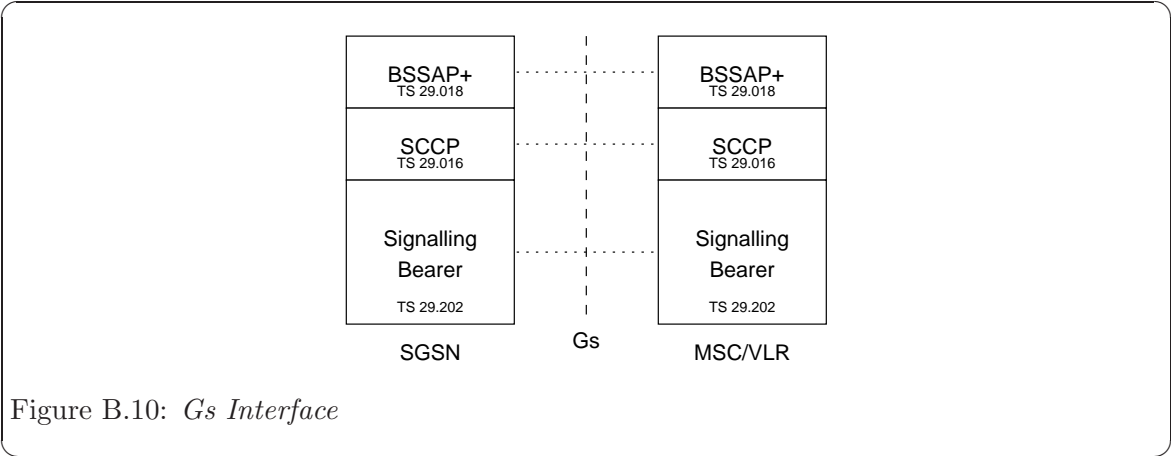 BSSAP+
TS 29.018
SCCP
TS 29.016
Signalling
Bearer
TS 29.202
SGSN
Gs
BSSAP+
TS 29.018
SCCP
TS 29.016
Signalling
Bearer
TS 29.202
MSC/VLR
Figure B.10: Gs Interface